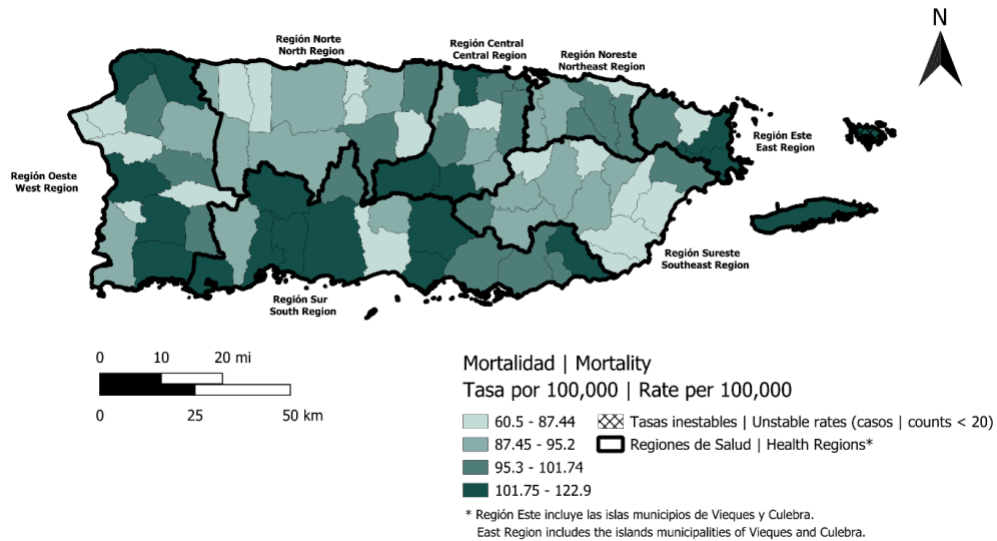 N
Región Norte
North Region
Región Central
Central Region
Región Noreste
Northeast Region
Región Este
East Region
Región Oeste
West Region
Región Sureste
Southeast Region
Región Sur
South Region
0 10 20 mi
0 25 50 km
Mortalidad | Mortality
Tasa por 100,000 | Rate per 100,000
60.5 - 87.44
87.45 - 95.2
95.3 - 101.74
101.75 - 122.9
Tasas inestables | Unstable rates (casos | counts < 20)
Regiones de Salud | Health Regions*
* Región Este incluye las islas municipios de Vieques y Culebra.
East Region includes the islands municipalities of Vieques and Culebra.